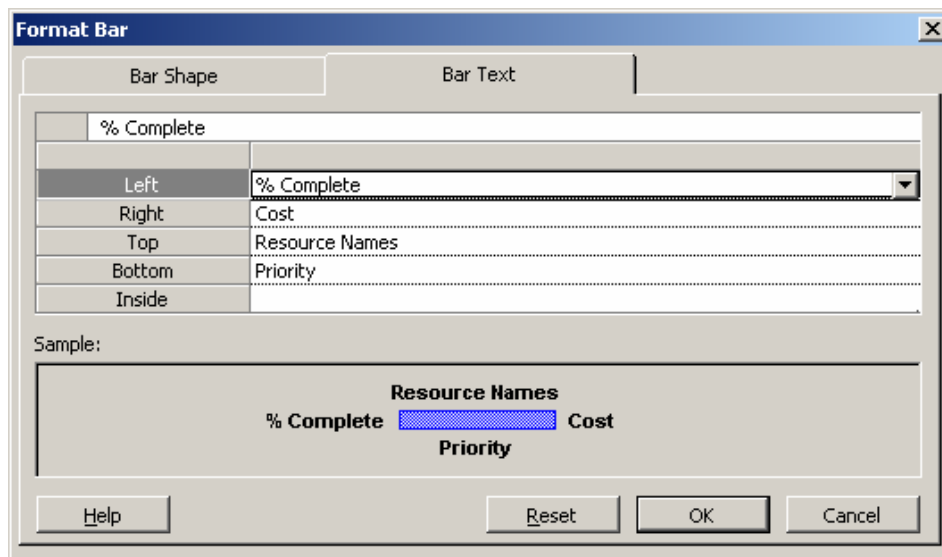 Format Bar
Bar Shape
Bar Text
% Complete
Left % Complete
Right Cost
Top Resource Names
Bottom Priority
Inside
Sample:
Resource Names
% Complete Cost
Priority
Help Reset OK Cancel